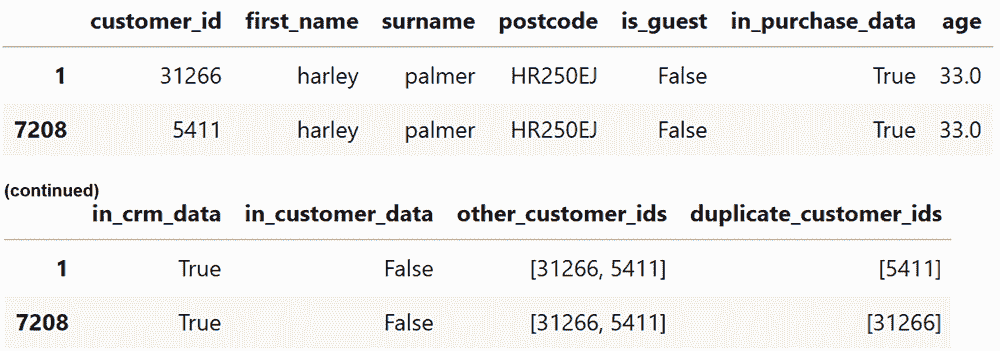 customer_id first_name surname postcode is_guest in_purchase_data age
1 31266 harley palmer HR250EJ False True 33.0
7208 5411 harley palmer HR250EJ False True 33.0
(continued)
in_crm_data in_customer_data other_customer_ids duplicate_customer_ids
1 True False [31266, 5411] [5411]
7208 True False [31266, 5411] [31266]